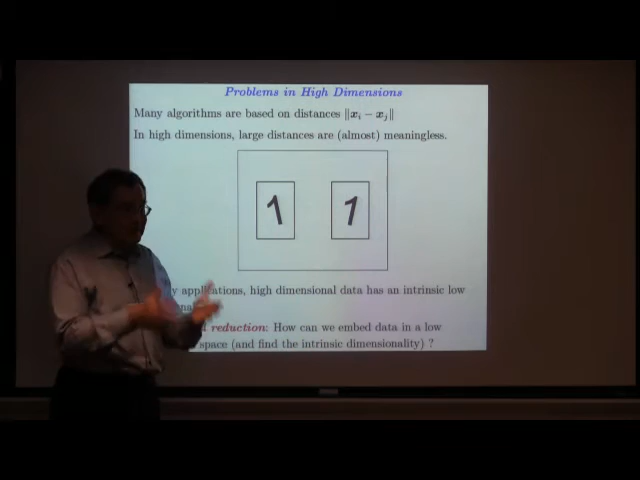 Problems in High Dimensions
Many algorithms are based on distances ‖xᵢ − xⱼ‖
In high dimensions, large distances are (almost) meaningless.
1 1
applications, high dimensional data has an intrinsic low
reduction: How can we embed data in a low
space (and find the intrinsic dimensionality) ?